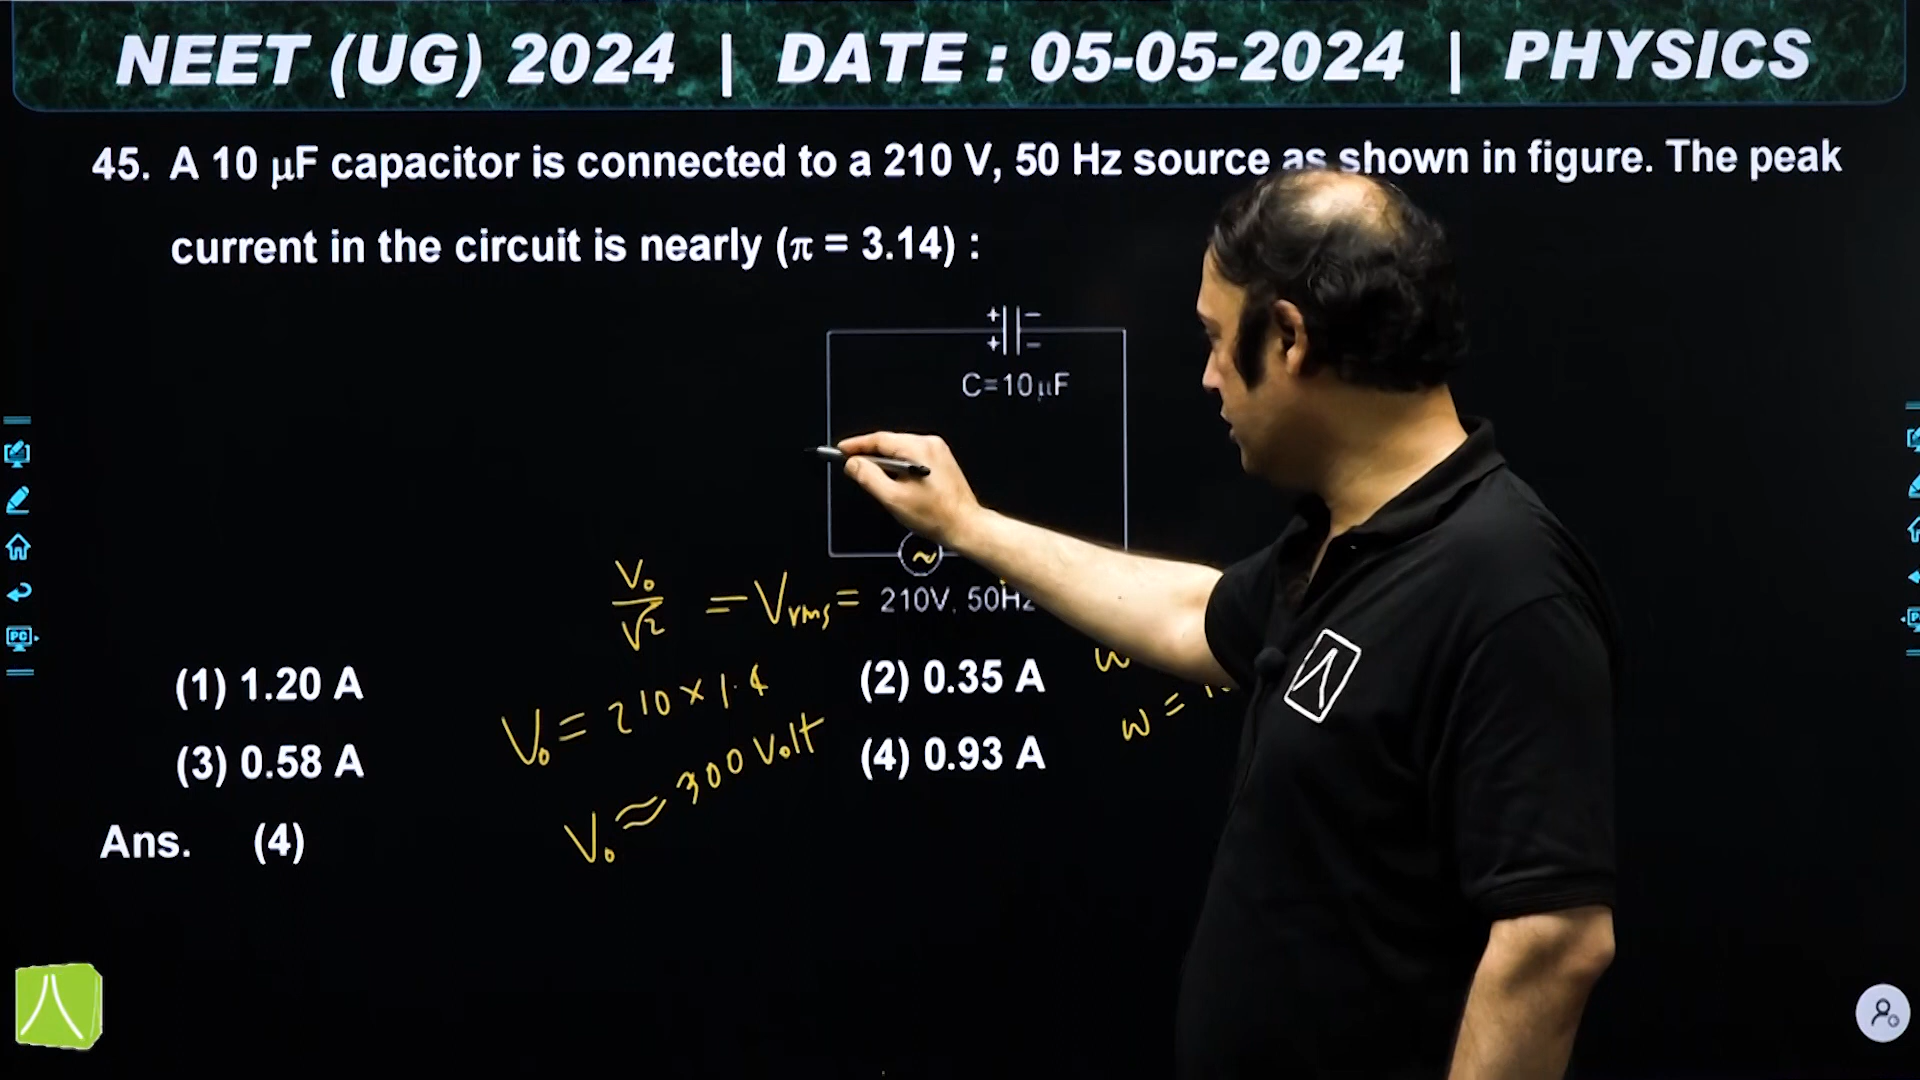 NEET (UG) 2024 | DATE : 05-05-2024 | PHYSICS
45. A 10 μF capacitor is connected to a 210 V, 50 Hz source as shown in figure. The peak
current in the circuit is nearly (π = 3.14) :
+ −
+ −
C=10μF
~
V₀/√2 = Vrms = 210V, 50Hz
(1) 1.20 A
(2) 0.35 A
V₀ = 210 × 1.4
ω =
(3) 0.58 A
(4) 0.93 A
V₀ ≈ 300 Volt
Ans. (4)
PC